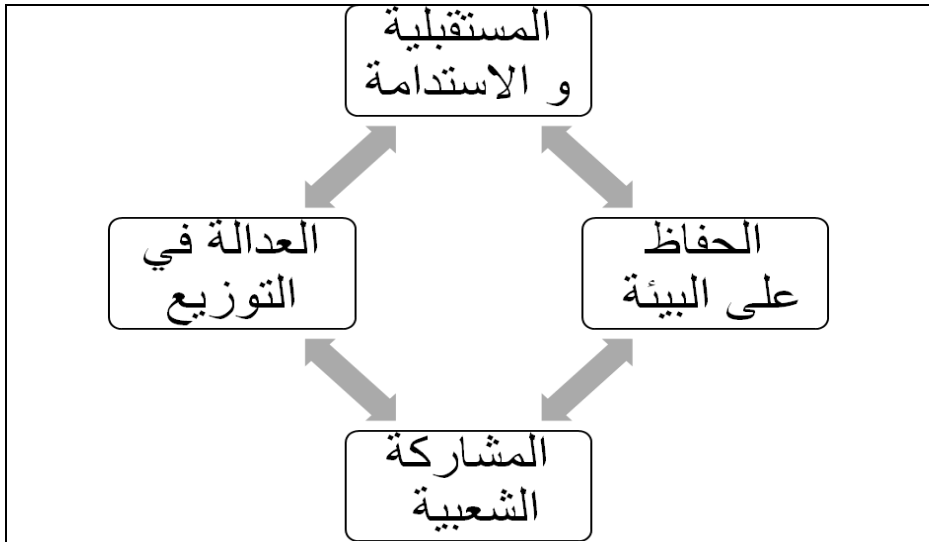 المستقبلية
و الاستدامة
الحفاظ
على البيئة
العدالة في
التوزيع
المشاركة
الشعبية